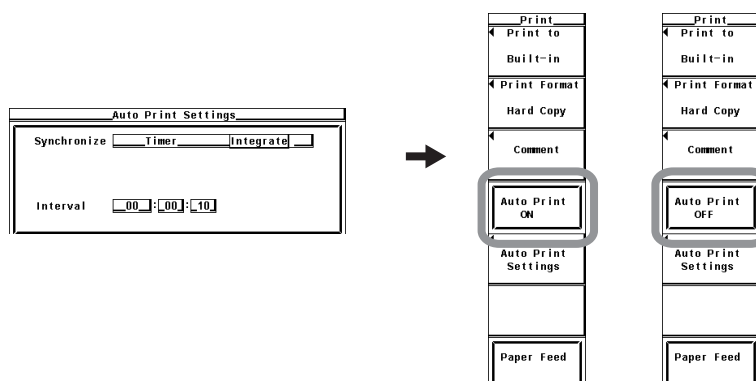 Auto Print Settings
Synchronize Timer Integrate
Interval 00 : 00 : 10
Print
Print to
Built-in
Print Format
Hard Copy
Comment
Auto Print
ON
Auto Print
Settings
Paper Feed
Print
Print to
Built-in
Print Format
Hard Copy
Comment
Auto Print
OFF
Auto Print
Settings
Paper Feed